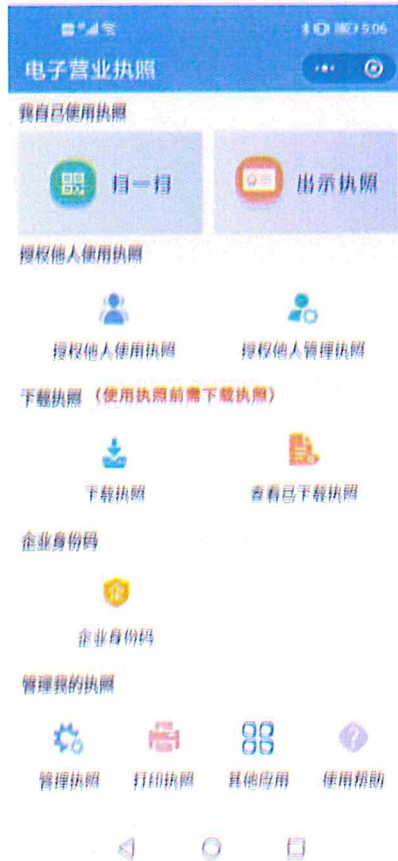 5:06
电子营业执照
我自己使用执照
扫一扫 出示执照
授权他人使用执照
授权他人使用执照 授权他人管理执照
下载执照（使用执照前需下载执照）
下载执照 查看已下载执照
企业身份码
企业身份码
管理我的执照
管理执照 打印执照 其他应用 使用帮助